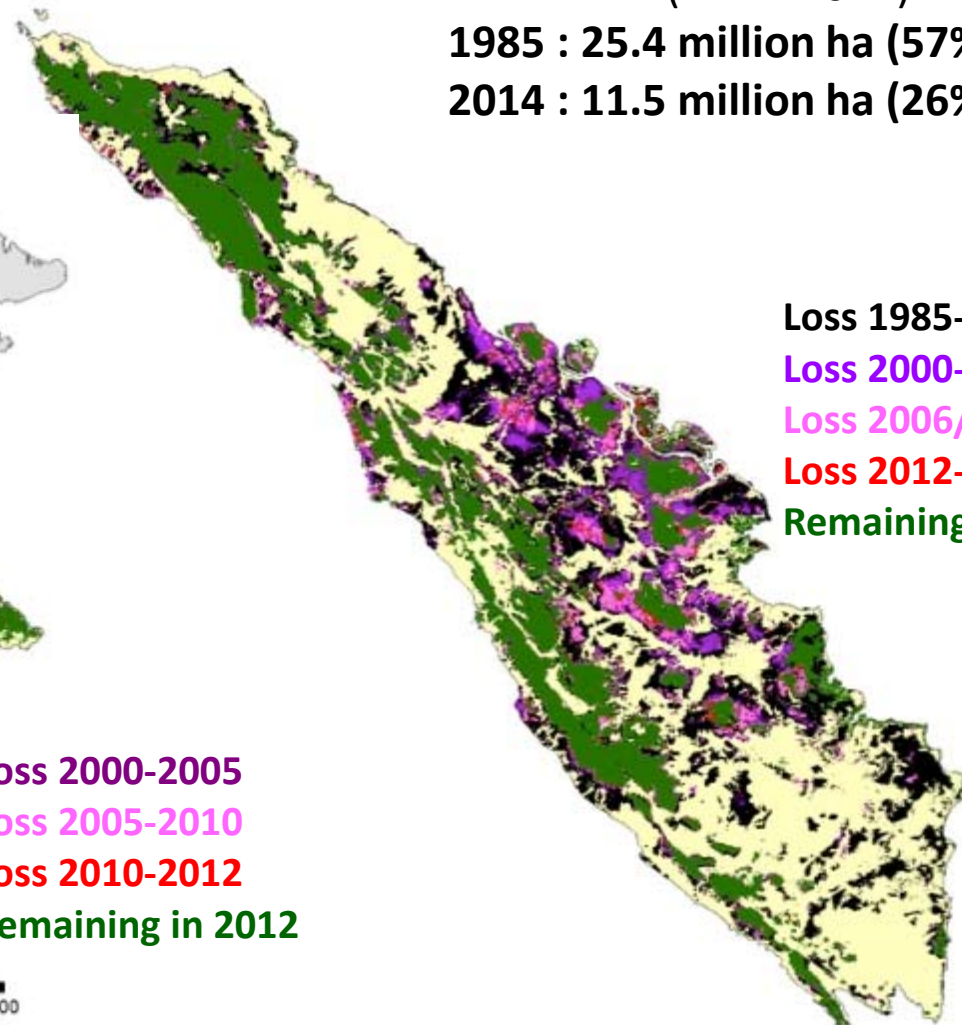 1985 : 25.4 million ha (57%
2014 : 11.5 million ha (26%
Loss 1985-
Loss 2000-
Loss 2006/
Loss 2012-
Remaining
oss 2000-2005
oss 2005-2010
oss 2010-2012
emaining in 2012
00